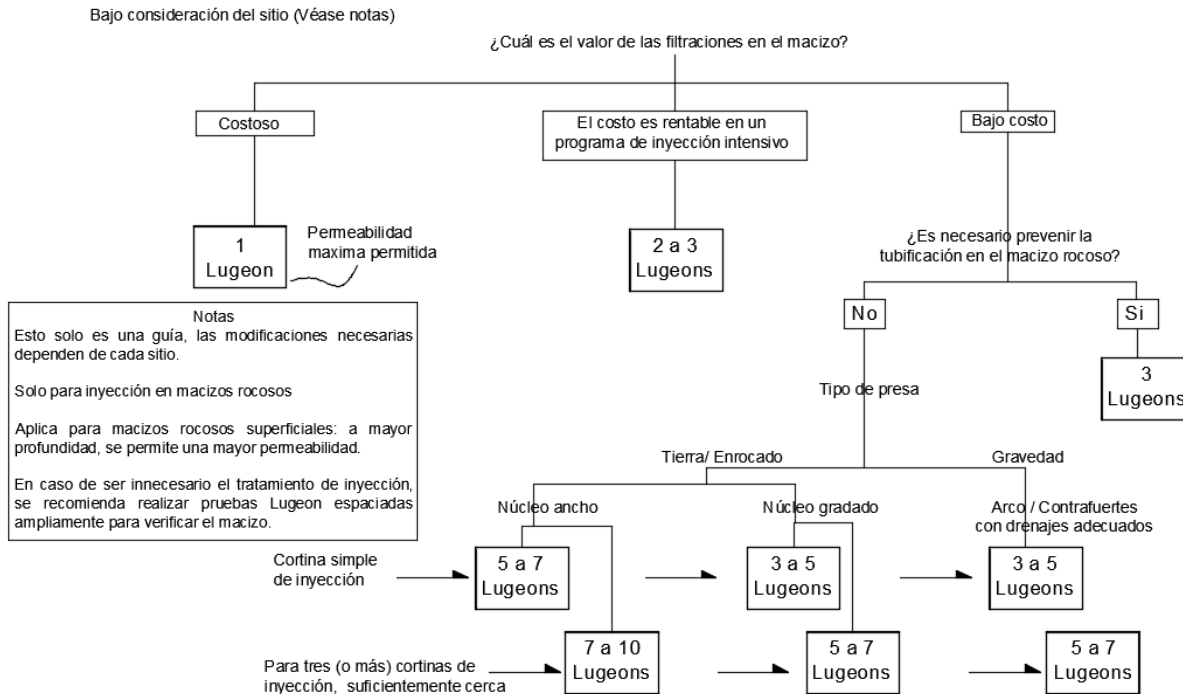 Bajo consideración del sitio (Véase notas)
¿Cuál es el valor de las filtraciones en el macizo?
Costoso
El costo es rentable en un
programa de inyección intensivo
Bajo costo
1
Lugeon
Permeabilidad
maxima permitida
2 a 3
Lugeons
¿Es necesario prevenir la
tubificación en el macizo rocoso?
No
Si
3
Lugeons
Notas
Esto solo es una guía, las modificaciones necesarias
dependen de cada sitio.
Solo para inyección en macizos rocosos
Aplica para macizos rocosos superficiales: a mayor
profundidad, se permite una mayor permeabilidad.
En caso de ser innecesario el tratamiento de inyección,
se recomienda realizar pruebas Lugeon espaciadas
ampliamente para verificar el macizo.
Tipo de presa
Tierra/ Enrocado
Gravedad
Núcleo ancho
Núcleo gradado
Arco / Contrafuertes
con drenajes adecuados
Cortina simple
de inyección
5 a 7
Lugeons
3 a 5
Lugeons
3 a 5
Lugeons
Para tres (o más) cortinas de
inyección, suficientemente cerca
7 a 10
Lugeons
5 a 7
Lugeons
5 a 7
Lugeons